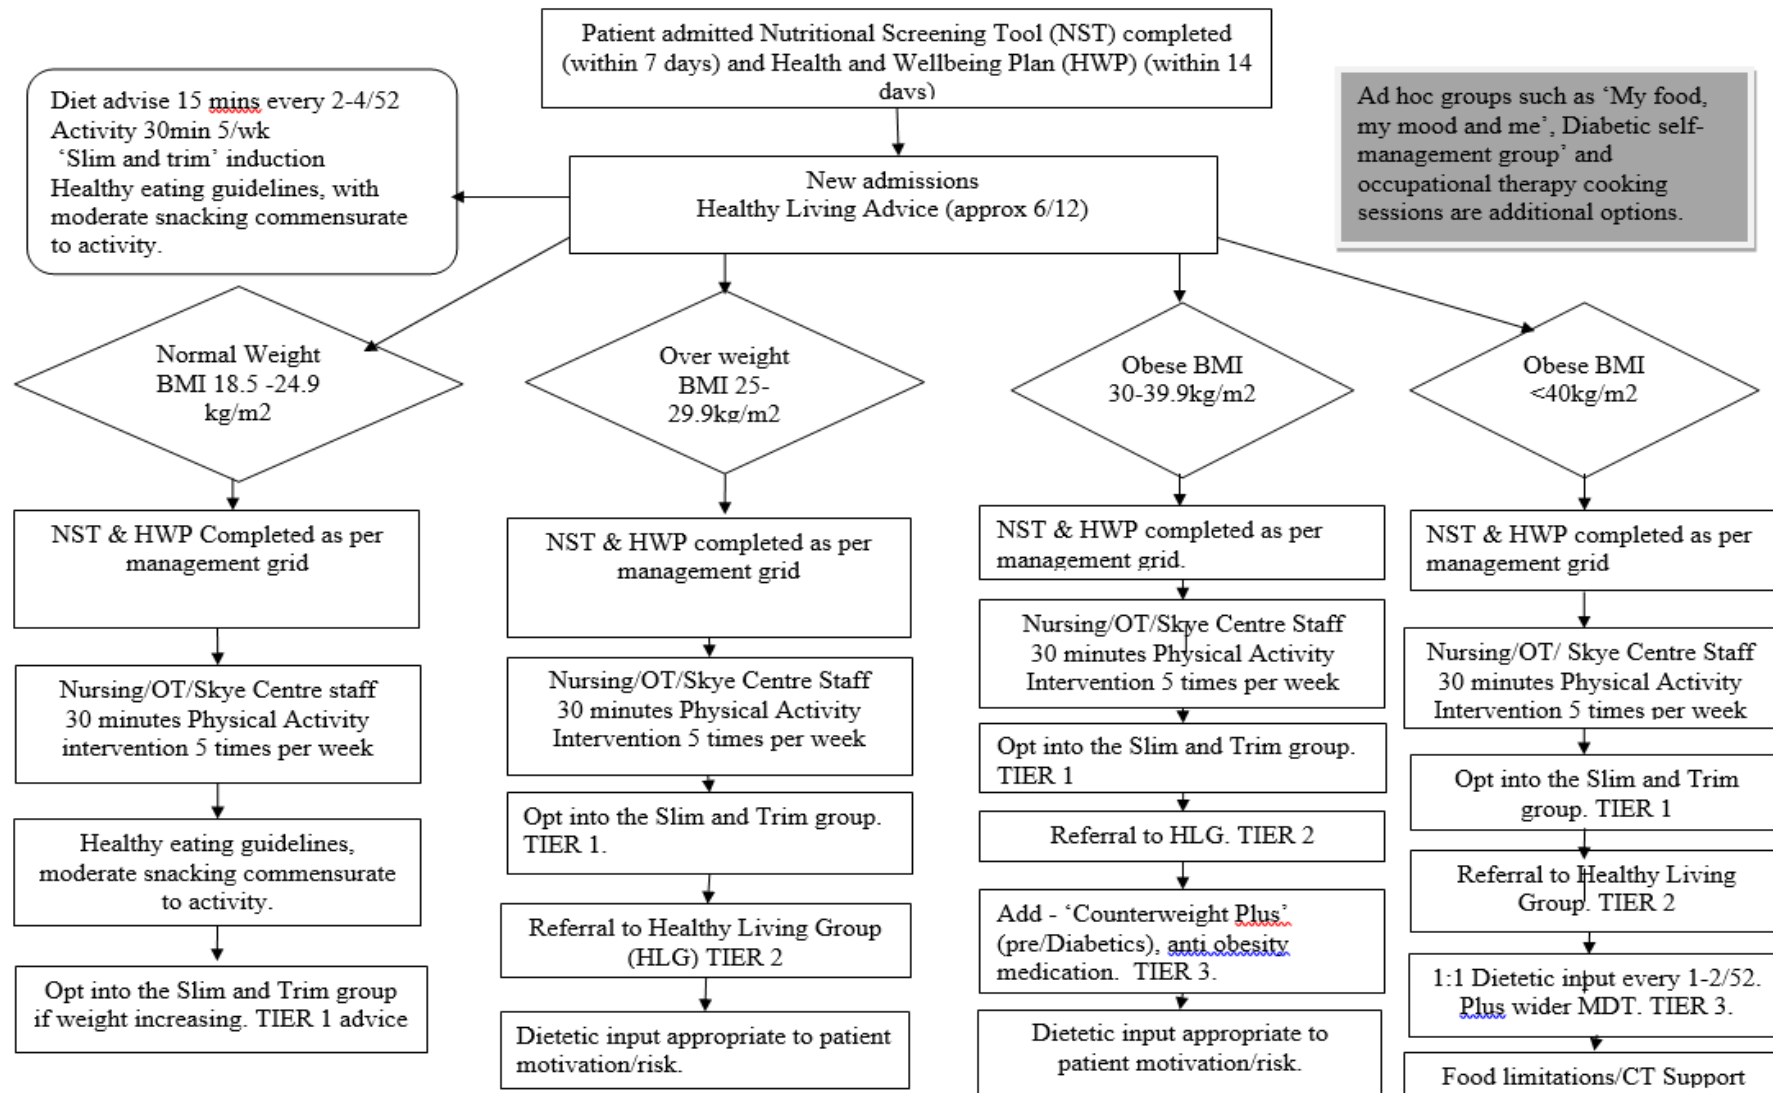 Patient admitted Nutritional Screening Tool (NST) completed
(within 7 days) and Health and Wellbeing Plan (HWP) (within 14
days)
Diet advise 15 mins every 2-4/52
Activity 30min 5/wk
‘Slim and trim’ induction
Healthy eating guidelines, with
moderate snacking commensurate
to activity.
New admissions
Healthy Living Advice (approx 6/12)
Ad hoc groups such as ‘My food,
my mood and me’, Diabetic self-
management group’ and
occupational therapy cooking
sessions are additional options.
Normal Weight
BMI 18.5 -24.9
kg/m2
Over weight
BMI 25-
29.9kg/m2
Obese BMI
30-39.9kg/m2
Obese BMI
<40kg/m2
NST & HWP Completed as per
management grid
Nursing/OT/Skye Centre staff
30 minutes Physical Activity
intervention 5 times per week
Healthy eating guidelines,
moderate snacking commensurate
to activity.
Opt into the Slim and Trim group
if weight increasing. TIER 1 advice
NST & HWP completed as per
management grid
Nursing/OT/Skye Centre Staff
30 minutes Physical Activity
Intervention 5 times per week
Opt into the Slim and Trim group.
TIER 1.
Referral to Healthy Living Group
(HLG) TIER 2
Dietetic input appropriate to patient
motivation/risk.
NST & HWP completed as per
management grid.
Nursing/OT/Skye Centre Staff
30 minutes Physical Activity
Intervention 5 times per week
Opt into the Slim and Trim group.
TIER 1
Referral to HLG. TIER 2
Add - ‘Counterweight Plus’
(pre/Diabetics), anti obesity
medication. TIER 3.
Dietetic input appropriate to
patient motivation/risk.
NST & HWP completed as per
management grid
Nursing/OT/ Skye Centre Staff
30 minutes Physical Activity
Intervention 5 times per week
Opt into the Slim and Trim
group. TIER 1
Referral to Healthy Living
Group. TIER 2
1:1 Dietetic input every 1-2/52.
Plus wider MDT. TIER 3.
Food limitations/CT Support